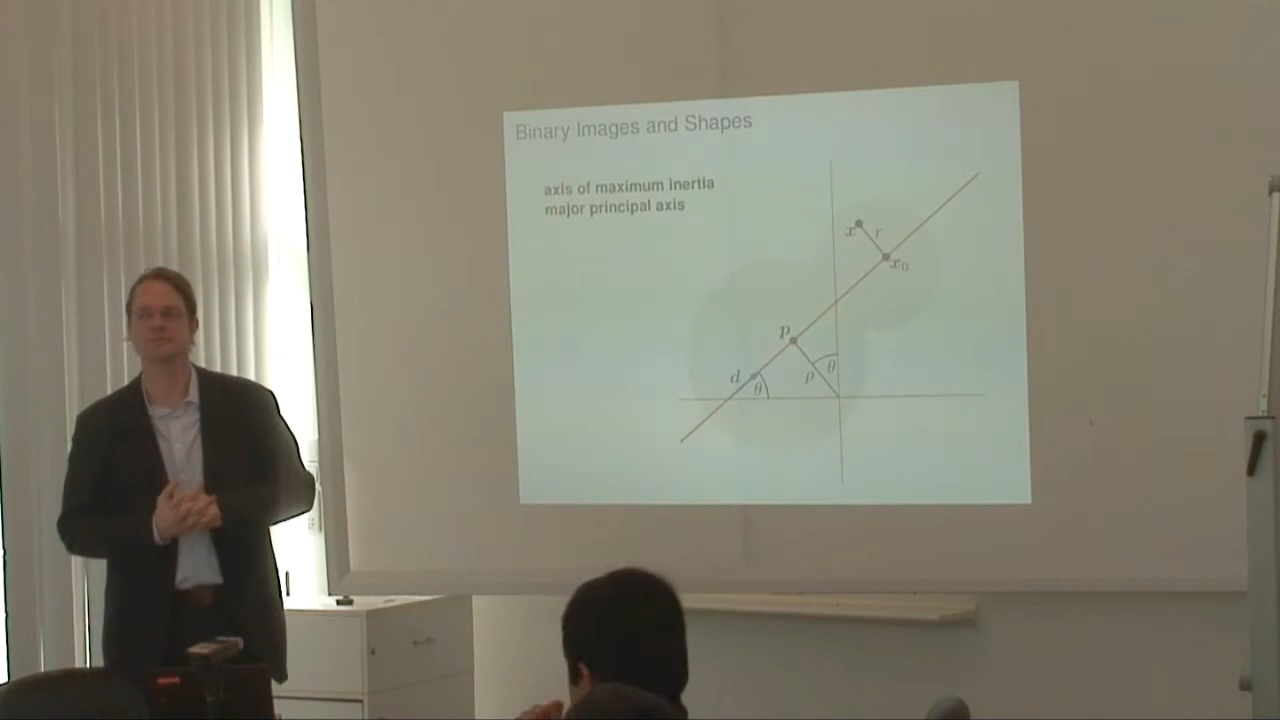 Binary Images and Shapes
axis of maximum inertia
major principal axis
x r
x₀
p
d θ ρ θ